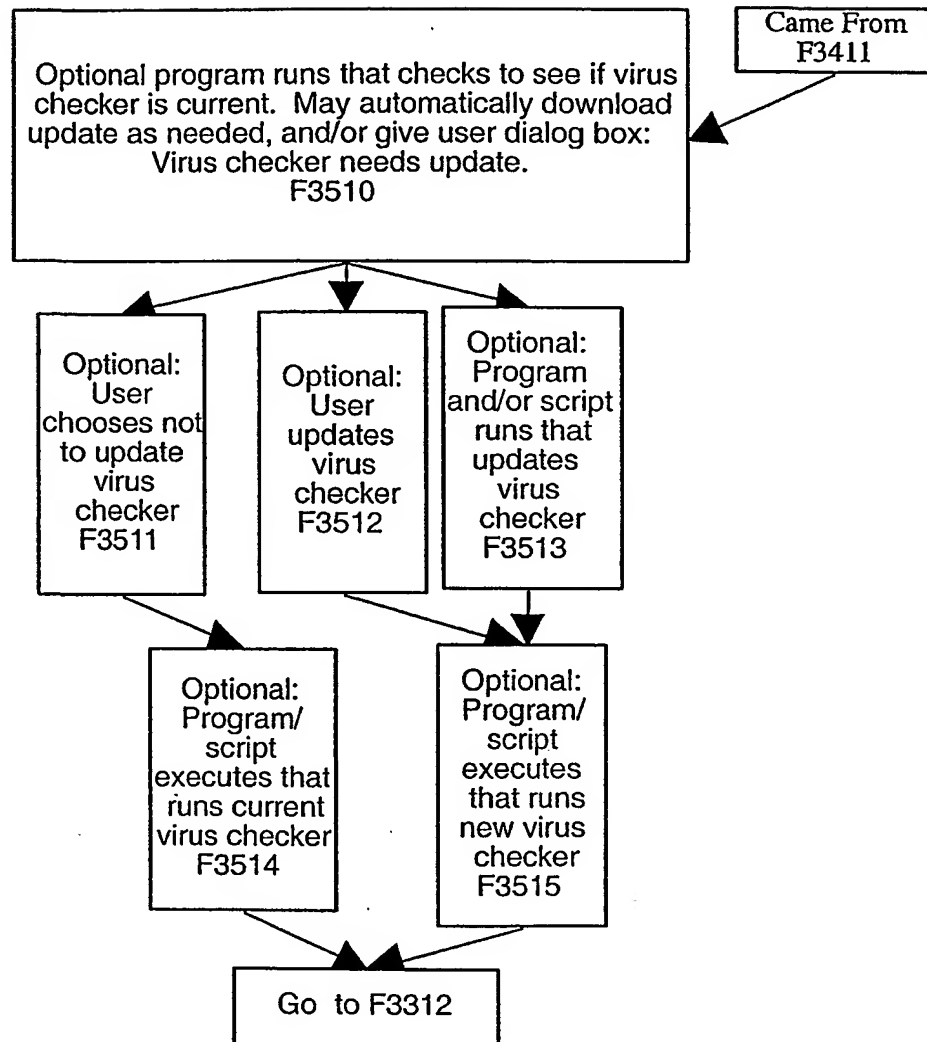 Came From
F3411
Optional program runs that checks to see if virus
checker is current. May automatically download
update as needed, and/or give user dialog box:
Virus checker needs update.
F3510
Optional:
User
chooses not
to update
virus
checker
F3511
Optional:
User
updates
virus
checker
F3512
Optional:
Program
and/or script
runs that
updates
virus
checker
F3513
Optional:
Program/
script
executes that
runs current
virus checker
F3514
Optional:
Program/
script
executes
that runs
new virus
checker
F3515
Go to F3312